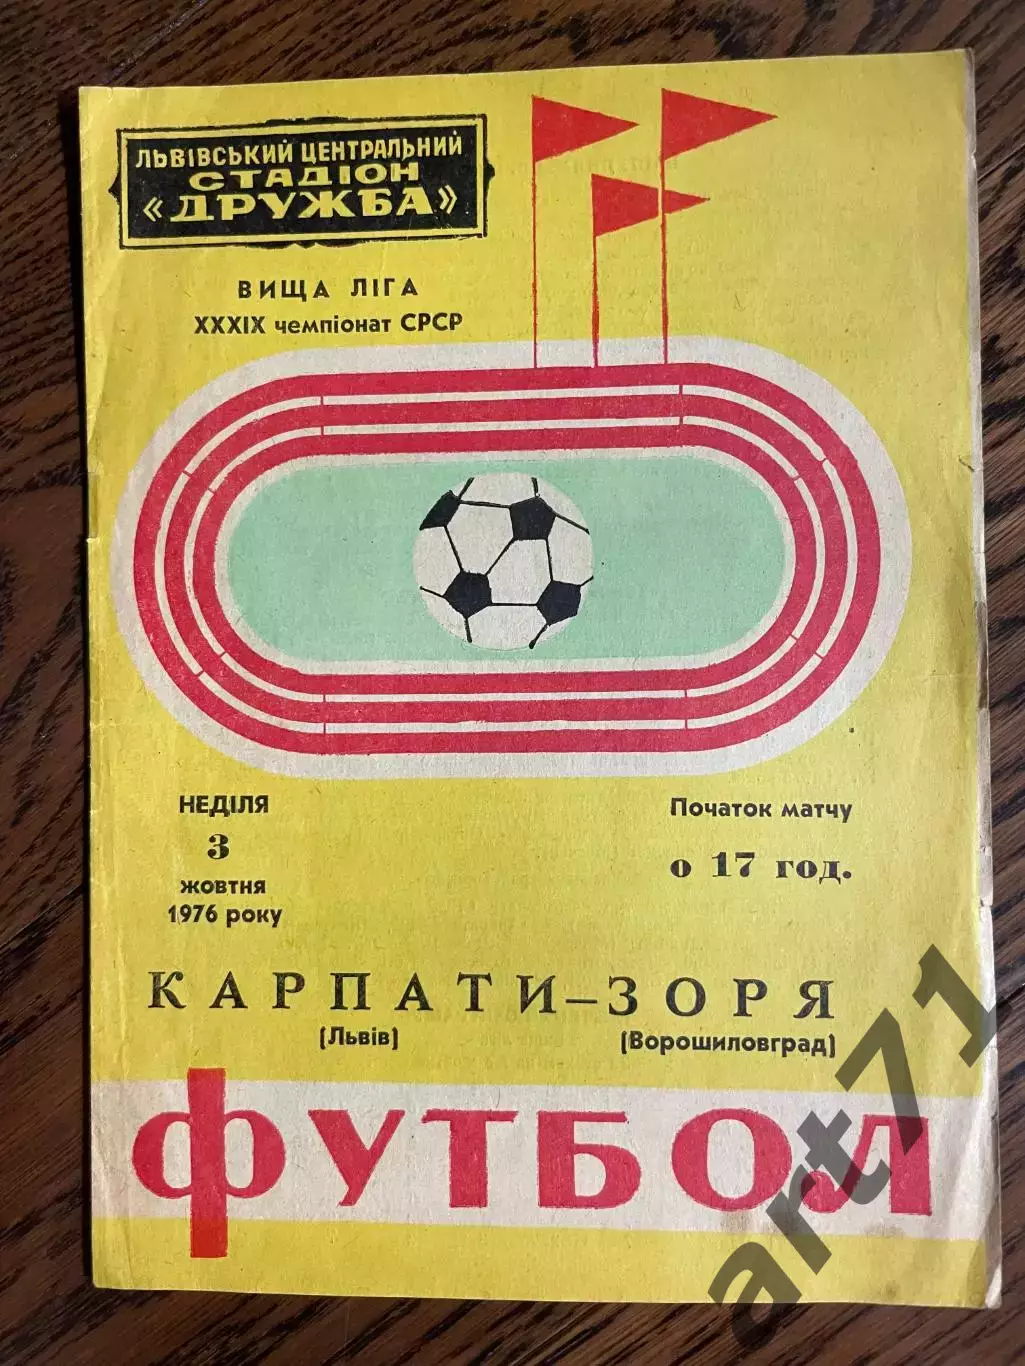 ЛЬВІВСЬКИЙ ЦЕНТРАЛЬНИЙ
СТАДІОН
«ДРУЖБА»
ВИЩА ЛІГА
XXXIX чемпіонат СРСР
НЕДІЛЯ
3
жовтня
1976 року
Початок матчу
о 17 год.
КАРПАТИ–ЗОРЯ
(Львів)
(Ворошиловград)
ФУТБОЛ
art71